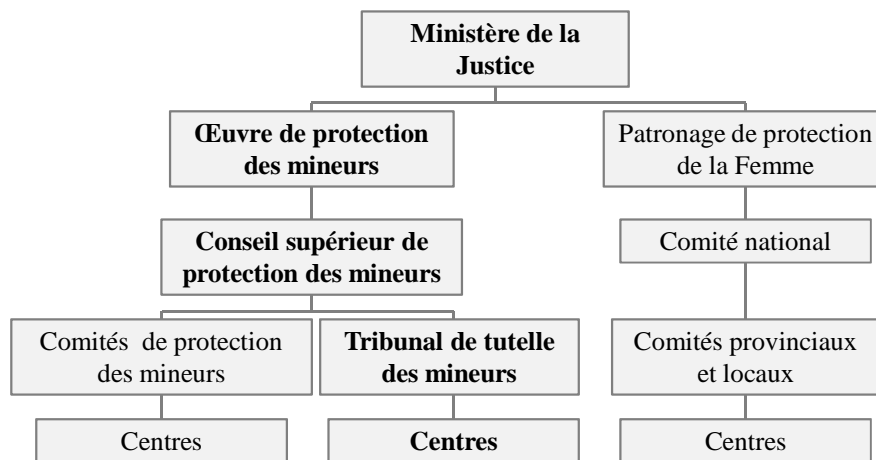 Ministère de la
Justice
Œuvre de protection
des mineurs
Patronage de protection
de la Femme
Conseil supérieur de
protection des mineurs
Comité national
Comités de protection
des mineurs
Tribunal de tutelle
des mineurs
Comités provinciaux
et locaux
Centres
Centres
Centres